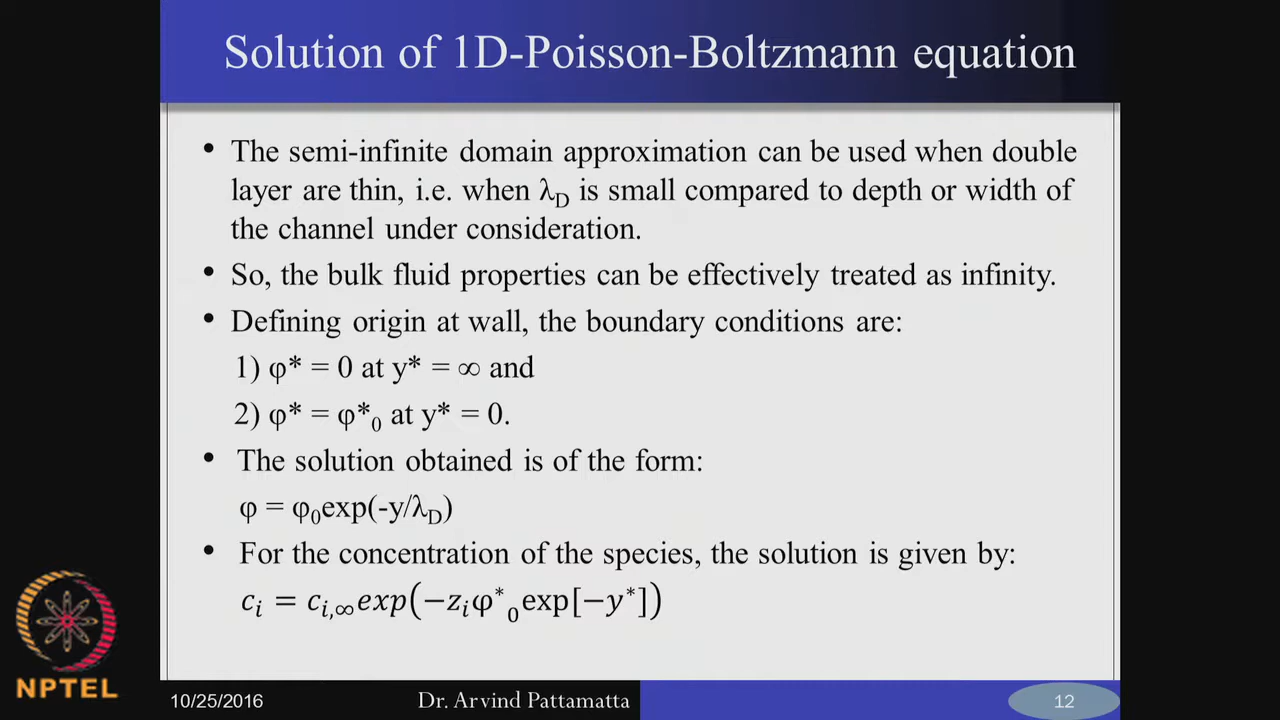 Solution of 1D-Poisson-Boltzmann equation
• The semi-infinite domain approximation can be used when double
layer are thin, i.e. when λ_D is small compared to depth or width of
the channel under consideration.
• So, the bulk fluid properties can be effectively treated as infinity.
• Defining origin at wall, the boundary conditions are:
1) φ* = 0 at y* = ∞ and
2) φ* = φ*₀ at y* = 0.
• The solution obtained is of the form:
φ = φ₀exp(-y/λ_D)
• For the concentration of the species, the solution is given by:
c_i = c_{i,∞}exp(−z_iφ*₀exp[−y*])
NPTEL
10/25/2016 Dr. Arvind Pattamatta 12